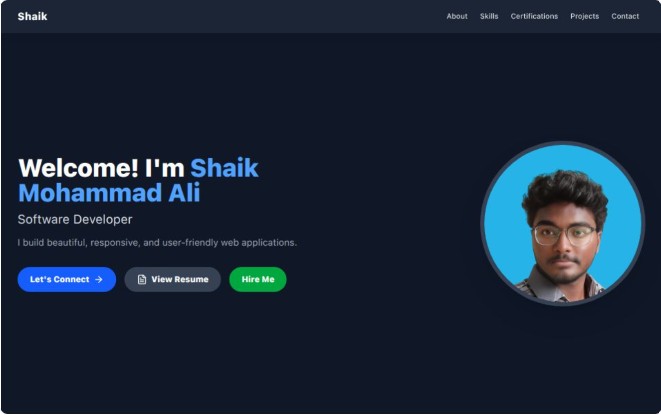 Shaik
About Skills Certifications Projects Contact
Welcome! I'm Shaik
Mohammad Ali
Software Developer
I build beautiful, responsive, and user-friendly web applications.
Let's Connect →
View Resume
Hire Me